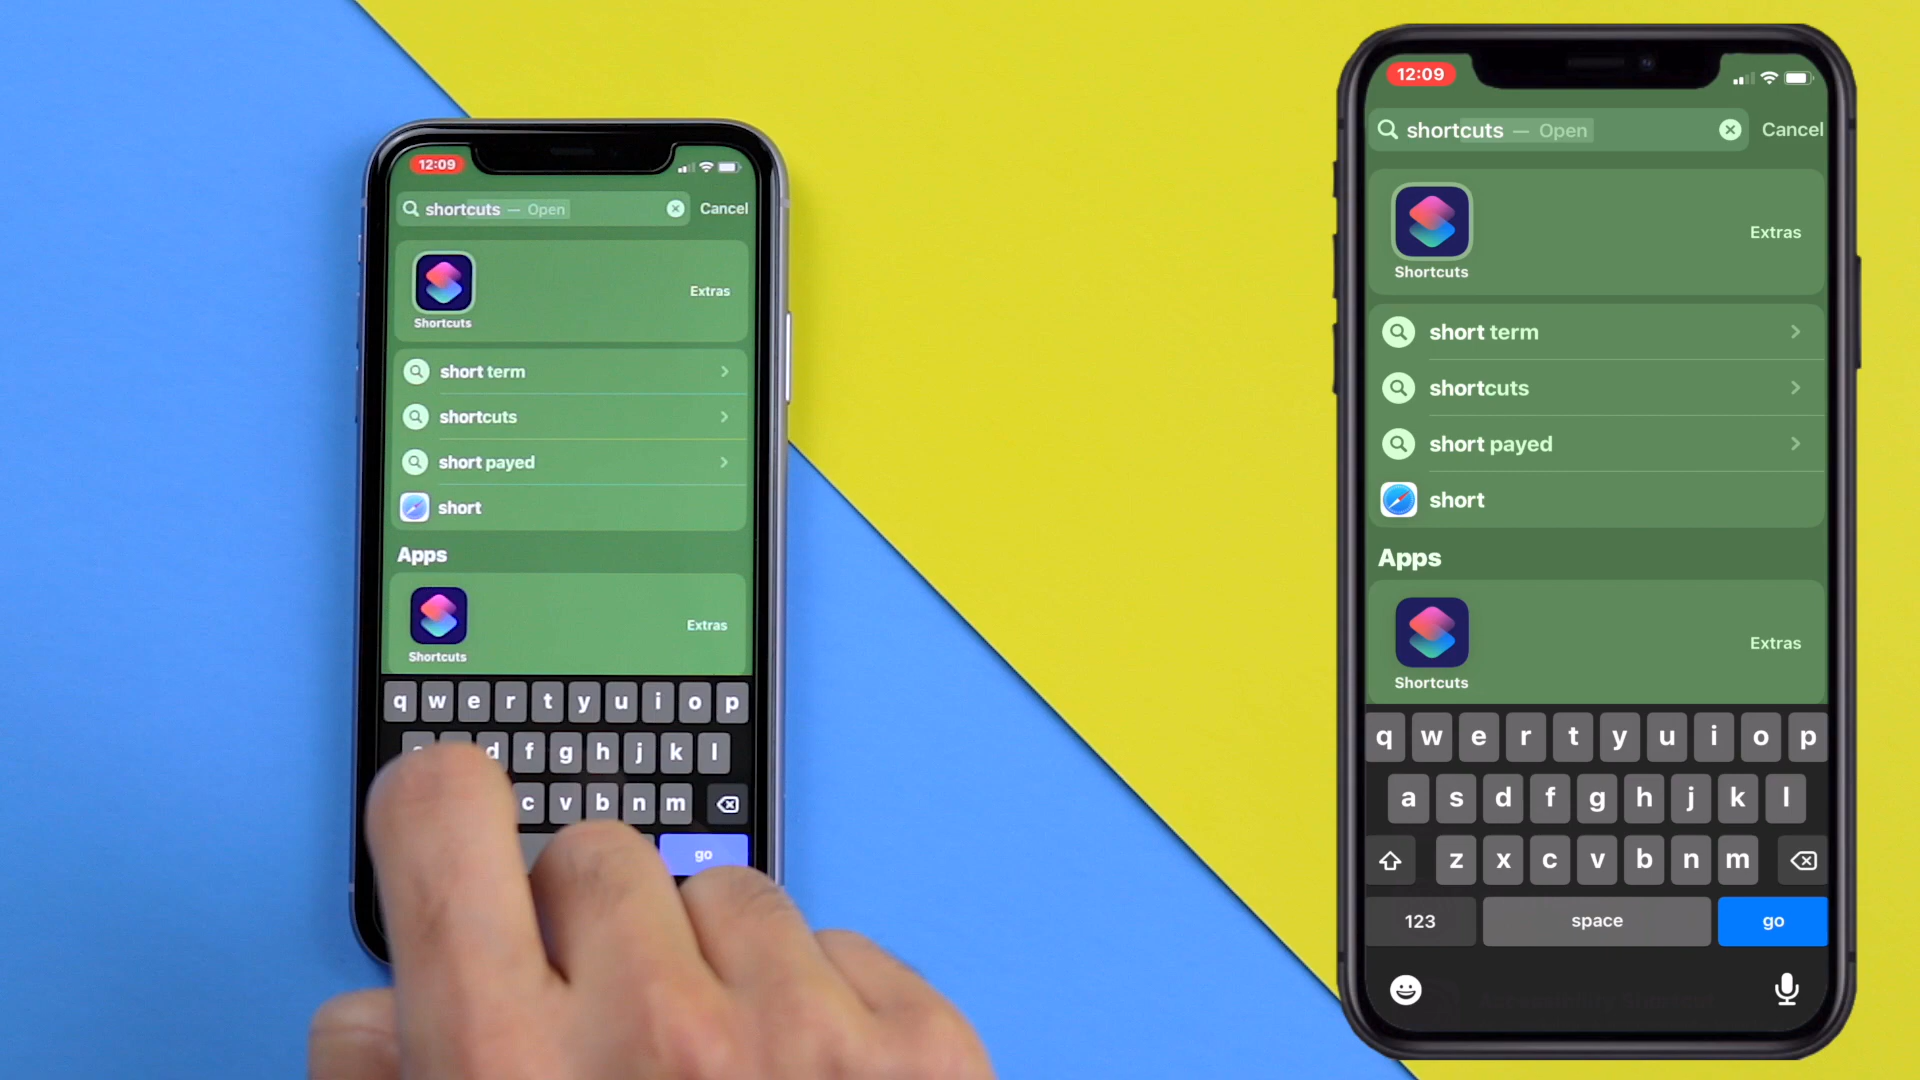 12:09
shortcuts — Open
Cancel
Extras
Shortcuts
short term
shortcuts
short payed
short
Apps
Extras
Shortcuts
q w e r t y u i o p
d f g h j k l
c v b n m
go
12:09
shortcuts — Open
Cancel
Extras
Shortcuts
short term
shortcuts
short payed
short
Apps
Extras
Shortcuts
q w e r t y u i o p
a s d f g h j k l
z x c v b n m
123 space go